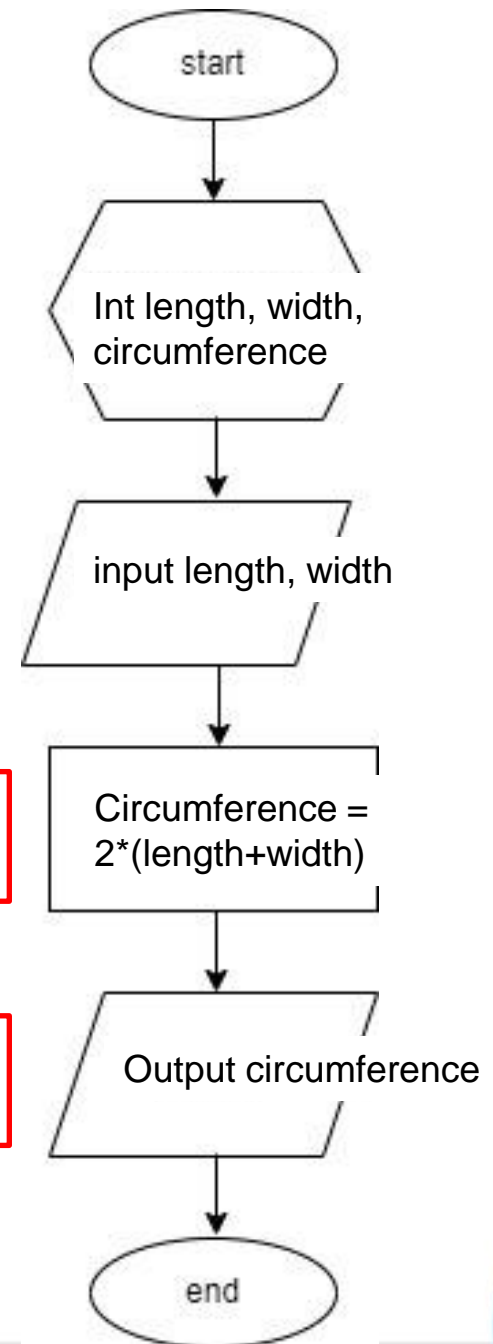 start
Int length, width,
circumference
input length, width
Circumference =
2*(length+width)
Output circumference
end